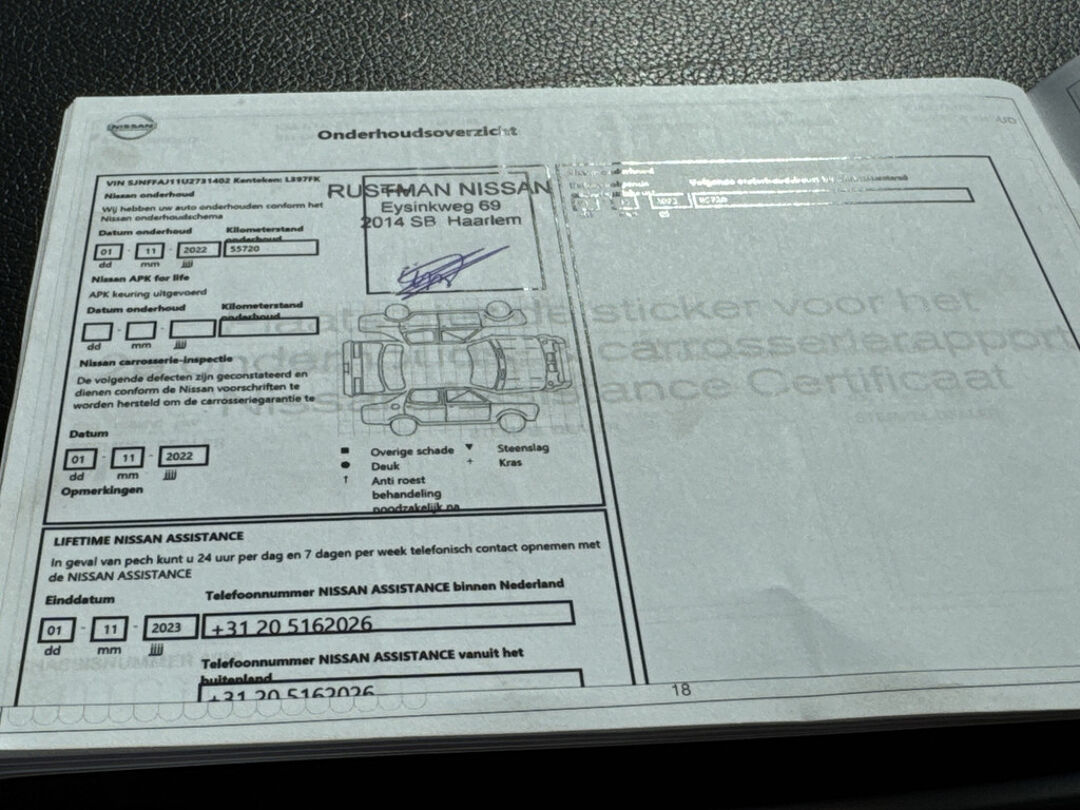 NISSAN
Onderhoudsoverzicht
VIN SJNFFAJ11U2731402 Kenteken: L397FK
Nissan onderhoud
Wij hebben uw auto onderhouden conform het
Nissan onderhoudschema
Datum onderhoud Kilometerstand
onderhoud
01 - 11 - 2022 55720
dd mm jjjj
RUSTMAN NISSAN
Eysinkweg 69
2014 SB Haarlem
Nissan APK for life
APK keuring uitgevoerd
Datum onderhoud Kilometerstand
onderhoud
dd mm jjjj
Nissan carrosserie-inspectie
De volgende defecten zijn geconstateerd en
dienen conform de Nissan voorschriften te
worden hersteld om de carrosseriegarantie te
Datum
01 - 11 - 2022
dd mm jjjj
Opmerkingen
Overige schade
Deuk
Anti roest
behandeling
noodzakelijk na
Steenslag
Kras
sticker voor het
Carrosserierapport
Certificaat
LIFETIME NISSAN ASSISTANCE
In geval van pech kunt u 24 uur per dag en 7 dagen per week telefonisch contact opnemen met
de NISSAN ASSISTANCE
Einddatum
01 - 11 - 2023
dd mm jjjj
Telefoonnummer NISSAN ASSISTANCE binnen Nederland
+31 20 5162026
Telefoonnummer NISSAN ASSISTANCE vanuit het
buitenland
+31 20 5162026
18